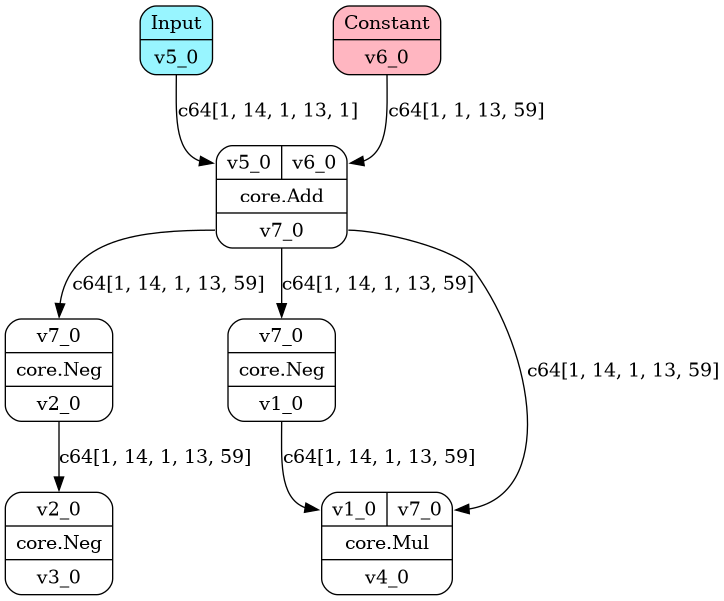 Input
v5_0
Constant
v6_0
c64[1, 14, 1, 13, 1]
c64[1, 1, 13, 59]
v5_0 v6_0
core.Add
v7_0
c64[1, 14, 1, 13, 59]
c64[1, 14, 1, 13, 59]
c64[1, 14, 1, 13, 59]
v7_0
core.Neg
v2_0
v7_0
core.Neg
v1_0
c64[1, 14, 1, 13, 59]
c64[1, 14, 1, 13, 59]
v2_0
core.Neg
v3_0
v1_0 v7_0
core.Mul
v4_0